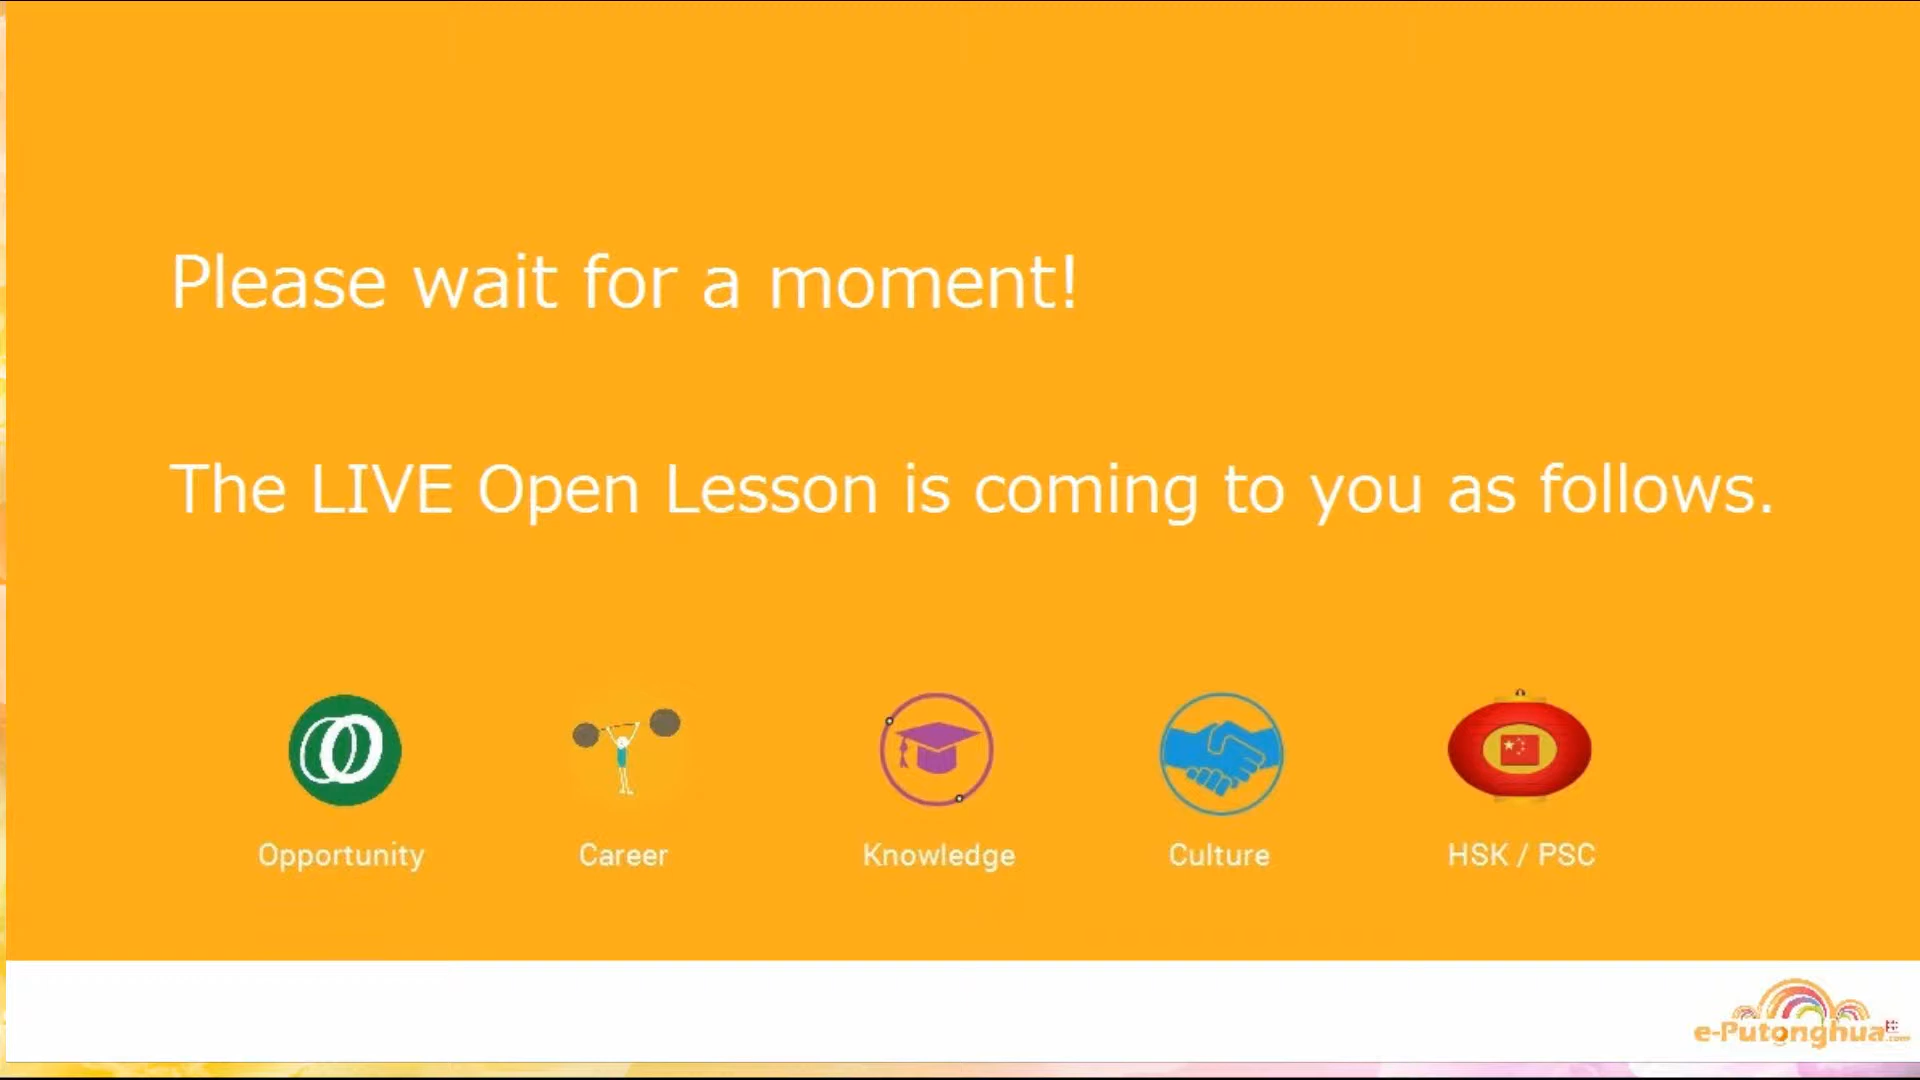 Please wait for a moment!
The LIVE Open Lesson is coming to you as follows.
Opportunity
Career
Knowledge
Culture
HSK / PSC
e-Putonghua.com